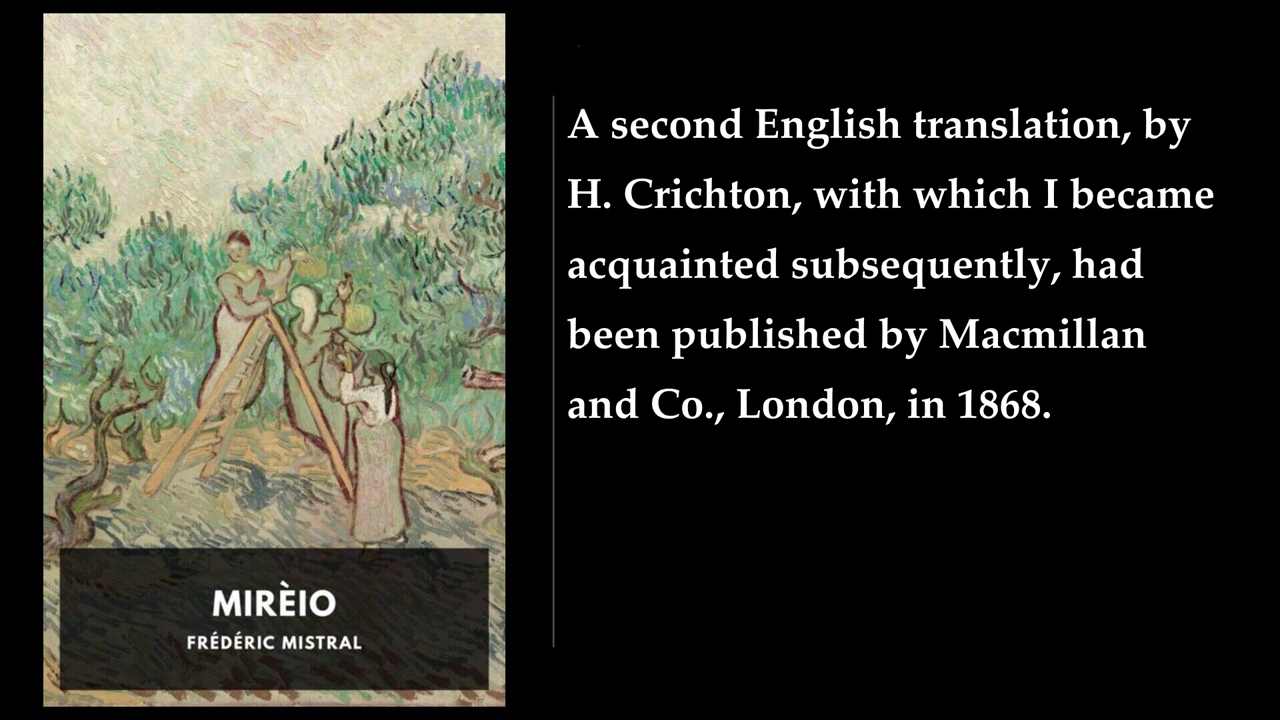 MIRÈIO
FRÉDÉRIC MISTRAL
A second English translation, by
H. Crichton, with which I became
acquainted subsequently, had
been published by Macmillan
and Co., London, in 1868.